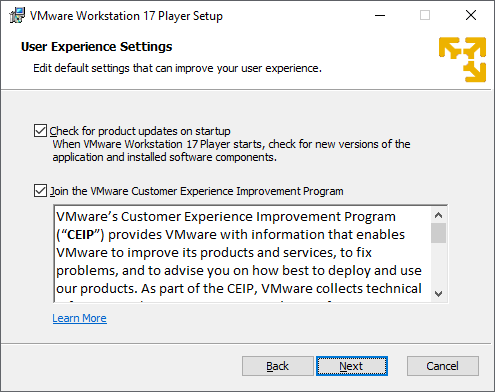 VMware Workstation 17 Player Setup
User Experience Settings
Edit default settings that can improve your user experience.
Check for product updates on startup
When VMware Workstation 17 Player starts, check for new versions of the
application and installed software components.
Join the VMware Customer Experience Improvement Program
VMware's Customer Experience Improvement Program
("CEIP") provides VMware with information that enables
VMware to improve its products and services, to fix
problems, and to advise you on how best to deploy and use
our products. As part of the CEIP, VMware collects technical
Learn More
Back
Next
Cancel